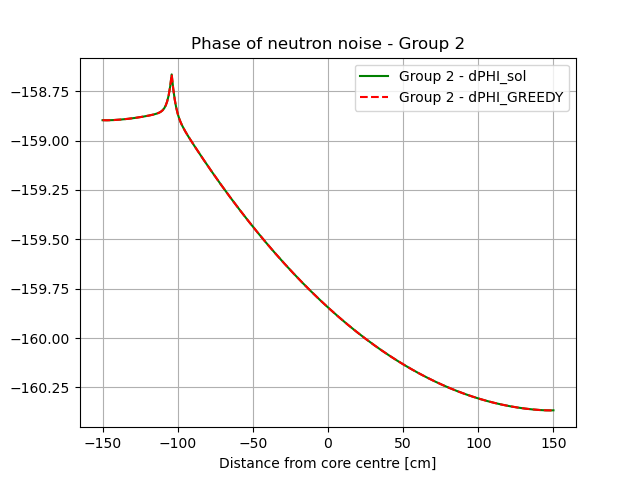 Phase of neutron noise - Group 2
Group 2 - dPHI_sol
Group 2 - dPHI_GREEDY
−158.75
−159.00
−159.25
−159.50
−159.75
−160.00
−160.25
−150 −100 −50 0 50 100 150
Distance from core centre [cm]